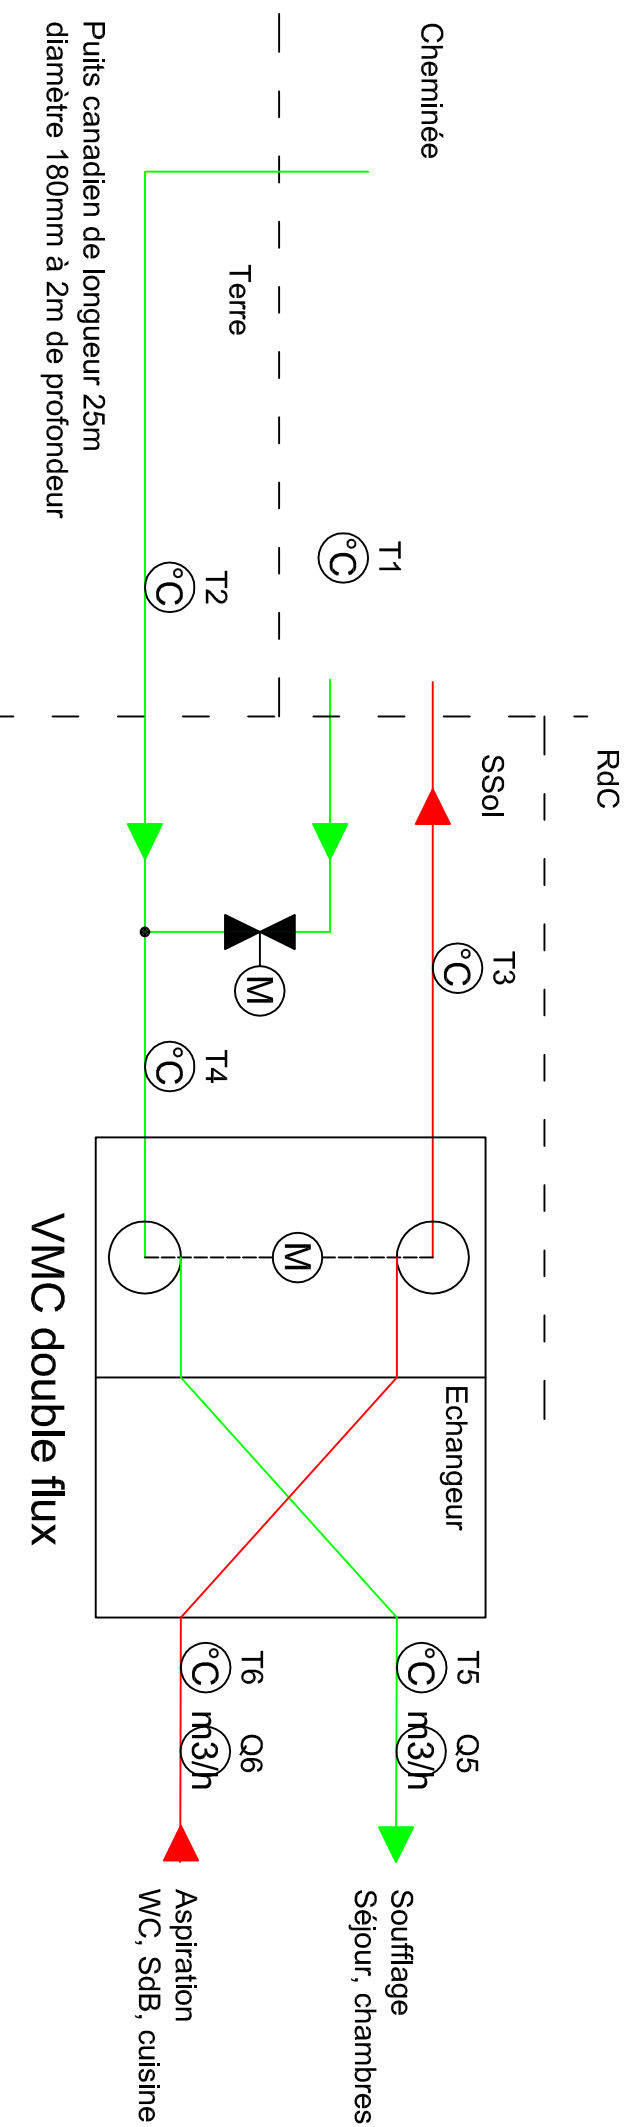 RdC
Cheminée
SSol
T1
°C
T3
°C
Terre
T2
°C
T4
°C
M
M
Echangeur
T5
°C
Q5
m3/h
Soufflage
Séjour, chambres
T6
°C
Q6
m3/h
Aspiration
WC, SdB, cuisine
Puits canadien de longueur 25m
diamètre 180mm à 2m de profondeur
VMC double flux